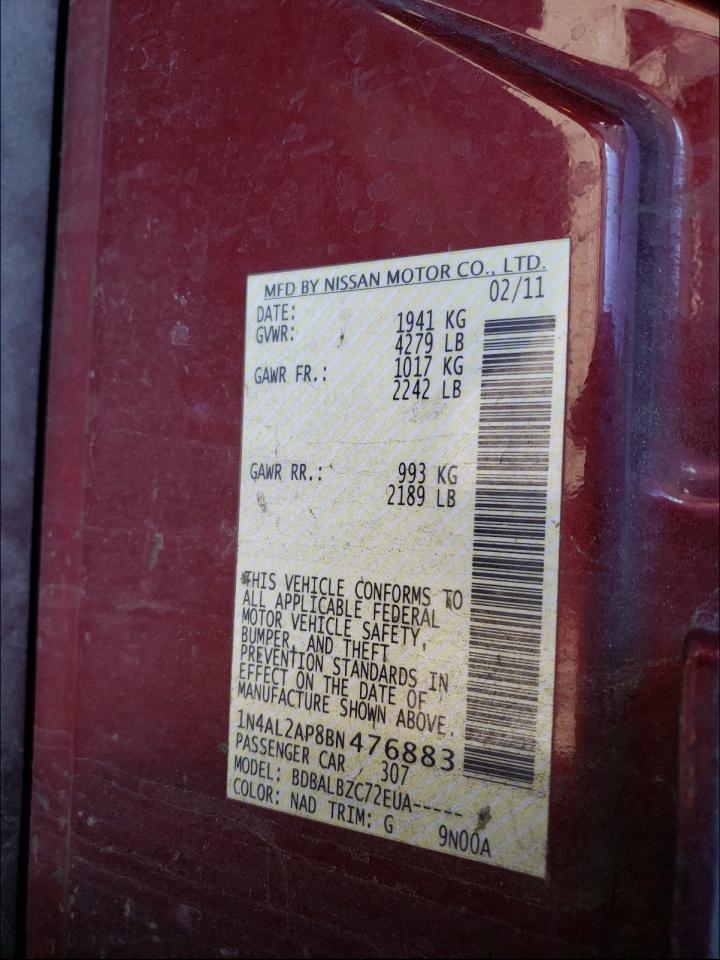 MFD BY NISSAN MOTOR CO., LTD.
DATE: 02/11
GVWR: 1941 KG
4279 LB
GAWR FR.: 1017 KG
2242 LB
GAWR RR.: 993 KG
2189 LB
THIS VEHICLE CONFORMS TO
ALL APPLICABLE FEDERAL
MOTOR VEHICLE SAFETY,
BUMPER, AND THEFT
PREVENTION STANDARDS IN
EFFECT ON THE DATE OF
MANUFACTURE SHOWN ABOVE.
1N4AL2AP8BN476883
PASSENGER CAR 307
MODEL: BDBALBZC72EUA-----
COLOR: NAD TRIM: G 9N00A